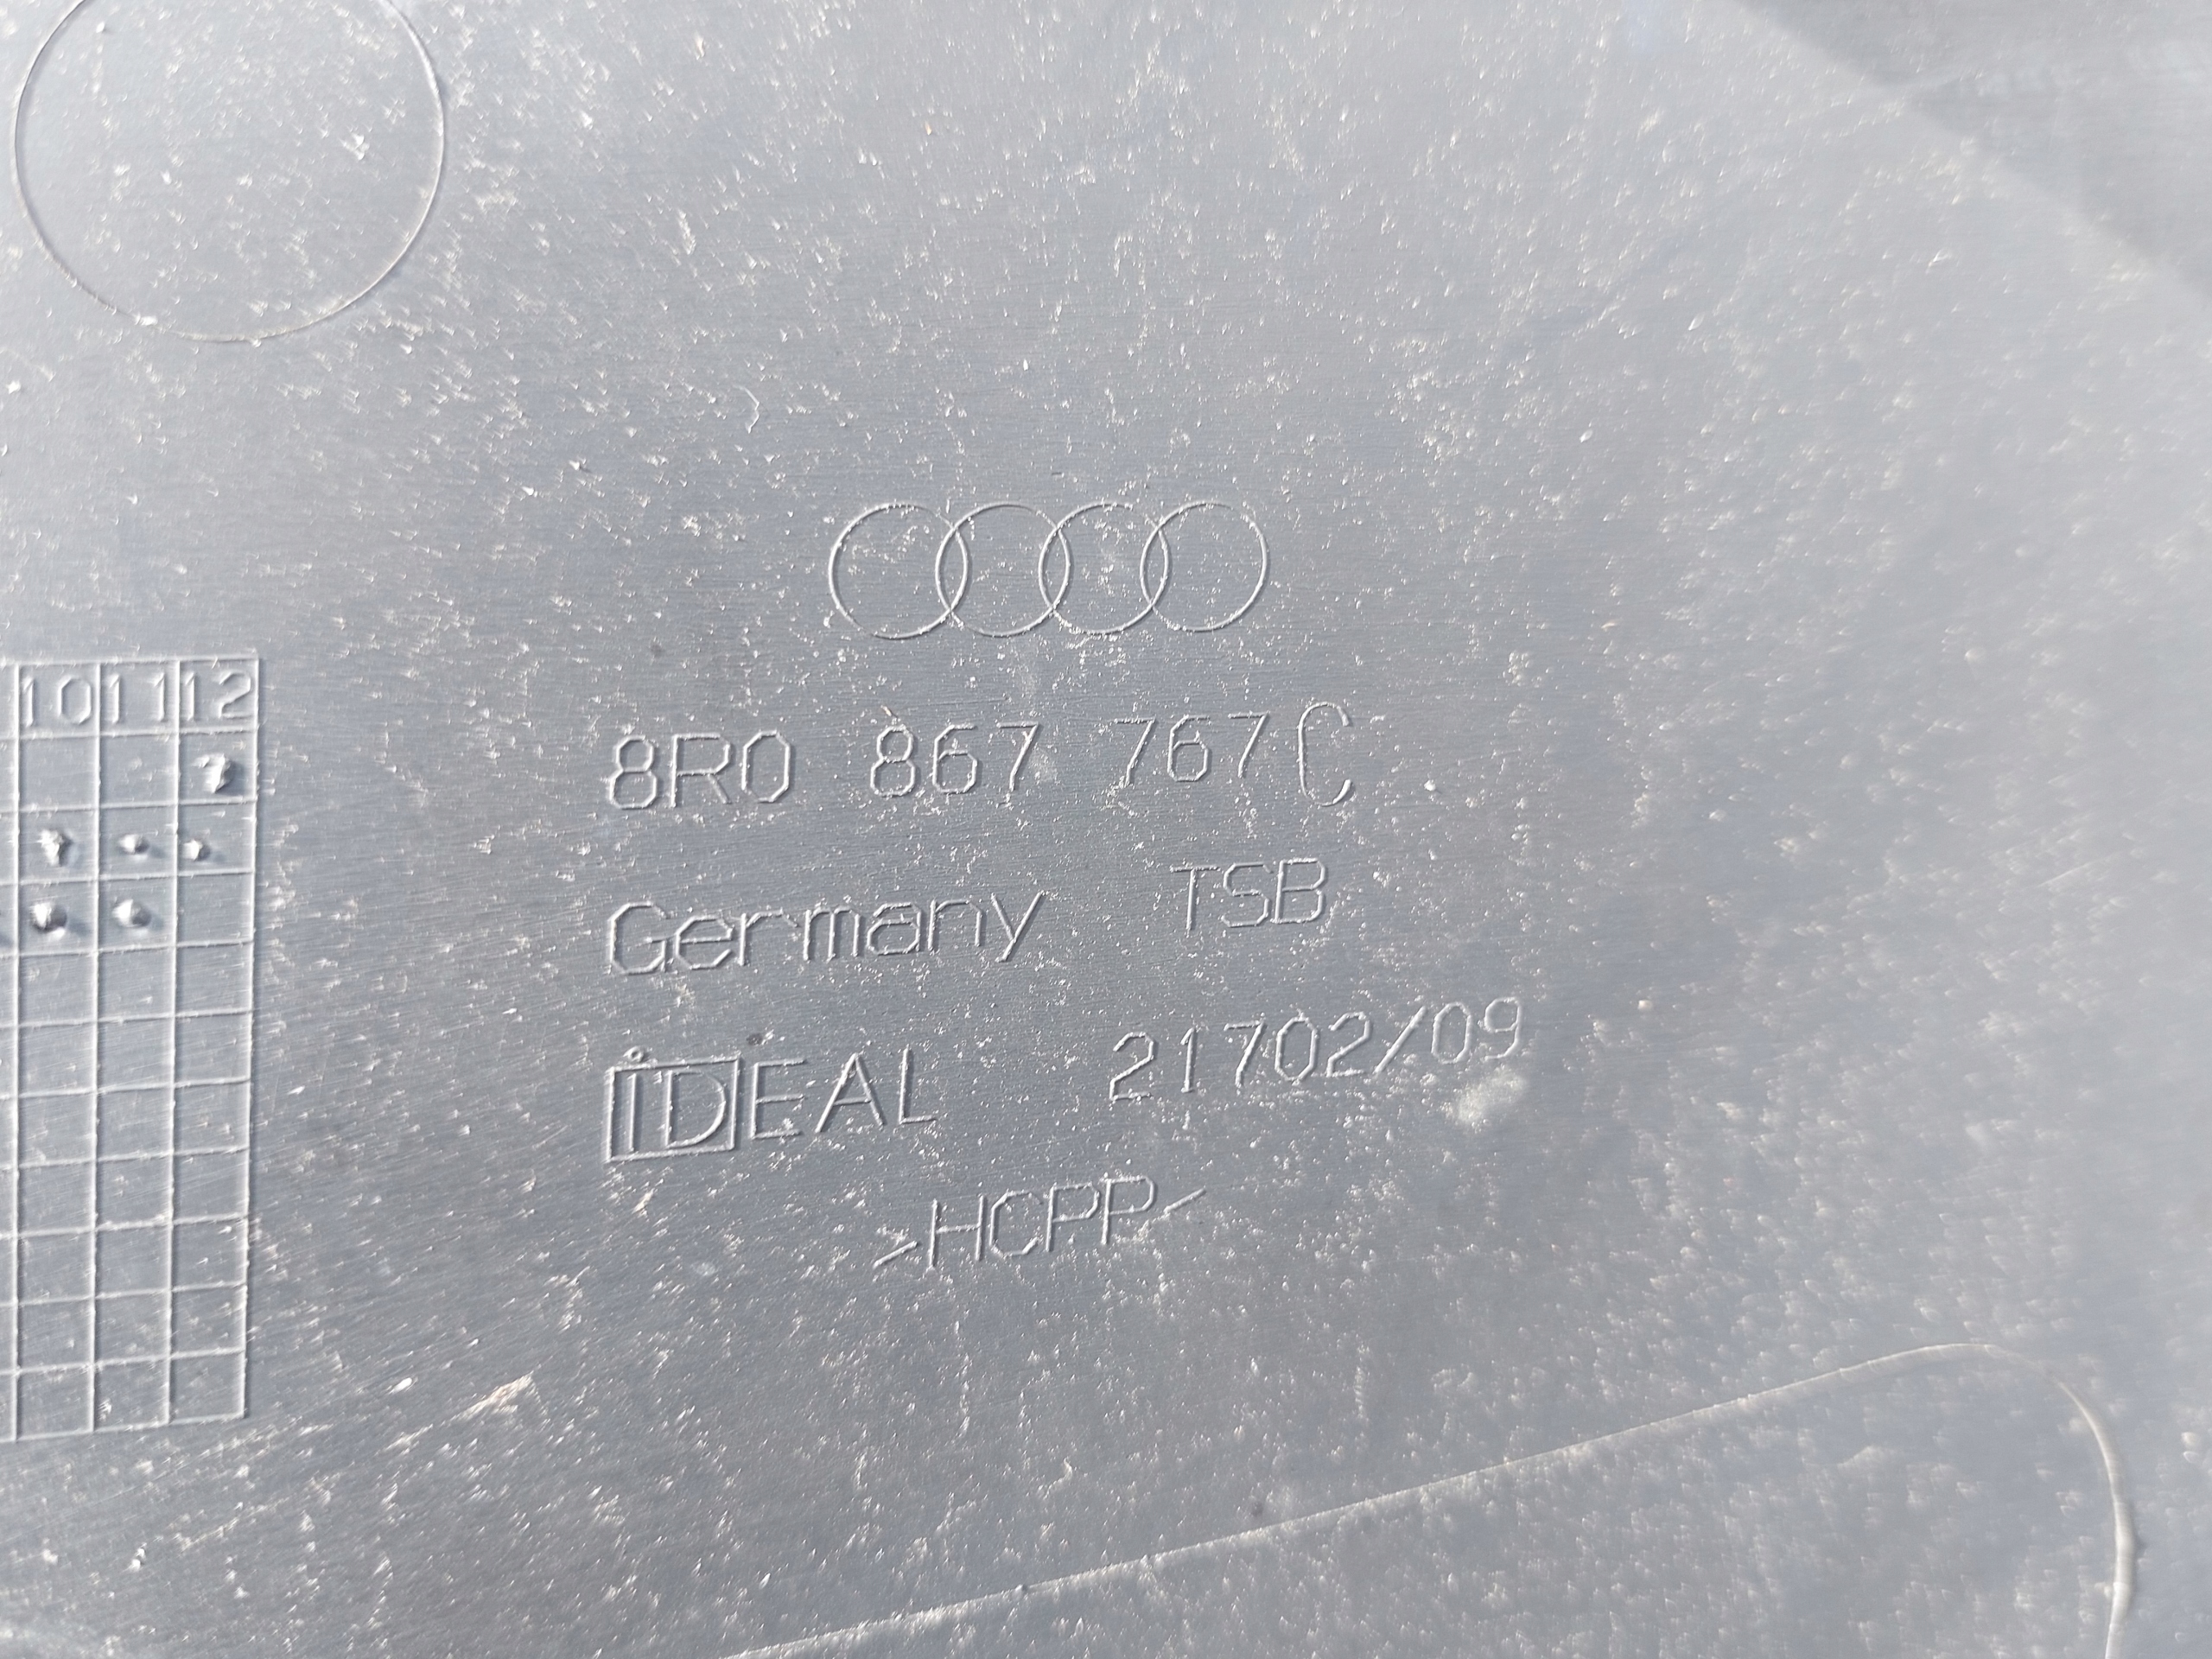 10 11 12
8R0 867 767 C
Germany TSB
iDEAL 21702/09
>HCPP<